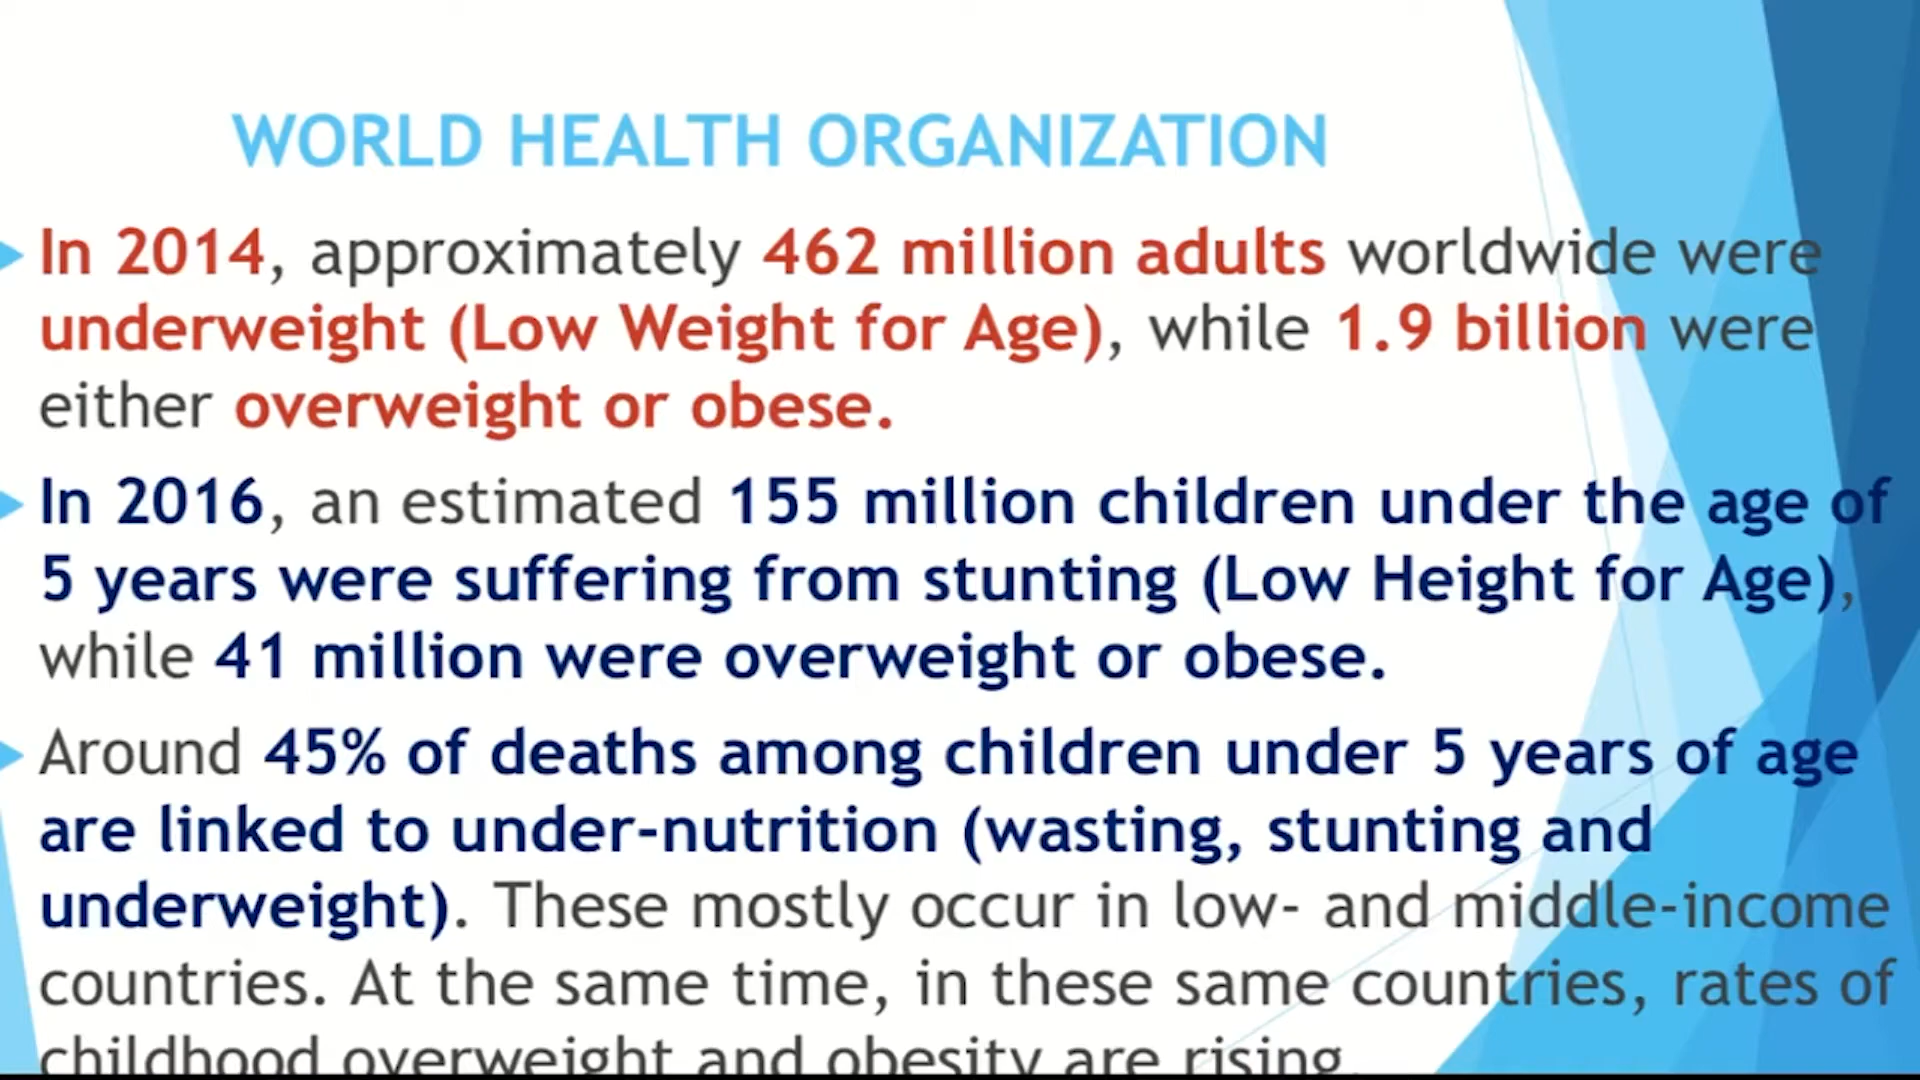 WORLD HEALTH ORGANIZATION
In 2014, approximately 462 million adults worldwide were
underweight (Low Weight for Age), while 1.9 billion were
either overweight or obese.
In 2016, an estimated 155 million children under the age of
5 years were suffering from stunting (Low Height for Age),
while 41 million were overweight or obese.
Around 45% of deaths among children under 5 years of age
are linked to under-nutrition (wasting, stunting and
underweight). These mostly occur in low- and middle-income
countries. At the same time, in these same countries, rates of
childhood overweight and obesity are rising.